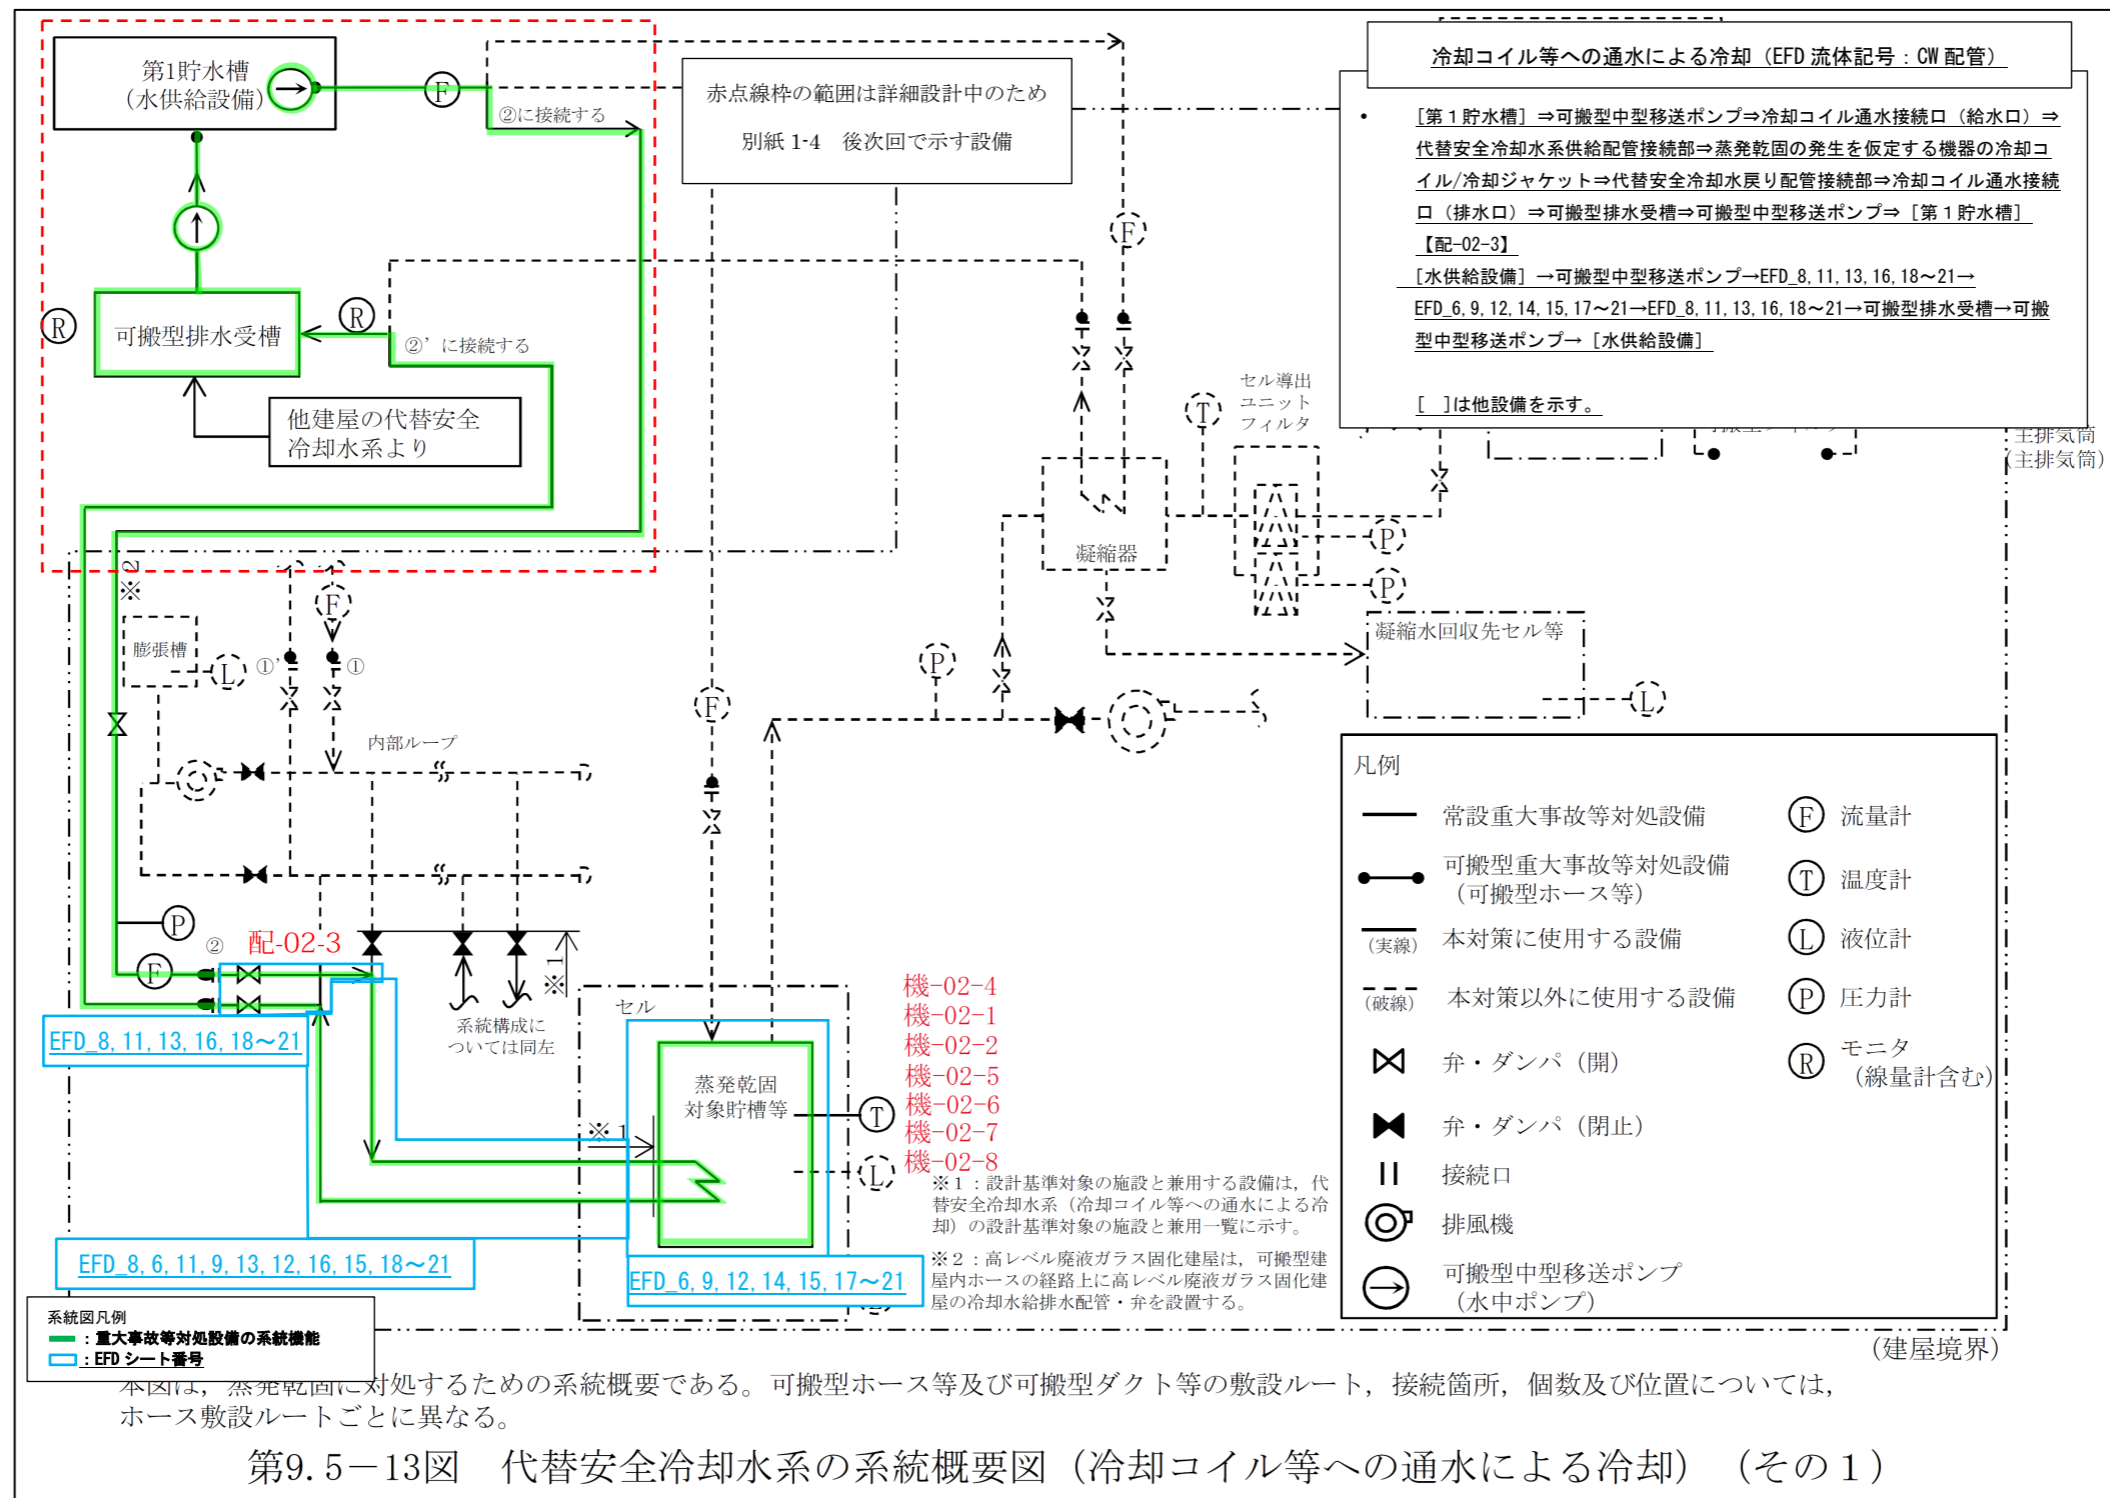 第1貯水槽
（水供給設備）
F
②に接続する
赤点線枠の範囲は詳細設計中のため
別紙 1-4　後次回で示す設備
冷却コイル等への通水による冷却（EFD 流体記号：CW 配管）
・ ［第１貯水槽］⇒可搬型中型移送ポンプ⇒冷却コイル通水接続口（給水口）⇒
代替安全冷却水系供給配管接続部⇒蒸発乾固の発生を仮定する機器の冷却コ
イル/冷却ジャケット⇒代替安全冷却水戻り配管接続部⇒冷却コイル通水接続
口（排水口）⇒可搬型排水受槽⇒可搬型中型移送ポンプ⇒［第１貯水槽］
【配-02-3】
［水供給設備］→可搬型中型移送ポンプ→EFD_8, 11, 13, 16, 18～21→
EFD_6, 9, 12, 14, 15, 17～21→EFD_8, 11, 13, 16, 18～21→可搬型排水受槽→可搬
型中型移送ポンプ→［水供給設備］
［　］は他設備を示す。
主排気筒
（主排気筒）
R
可搬型排水受槽
R
②’に接続する
他建屋の代替安全
冷却水系より
F
T
セル導出
ユニット
フィルタ
凝縮器
P
P
凝縮水回収先セル等
L
P
F
※2
膨張槽
L
①’
F
①
内部ループ
P
②
配-02-3
F
※1
系統構成に
ついては同左
EFD_8, 11, 13, 16, 18～21
セル
蒸発乾固
対象貯槽等
※1
T
L
機-02-4
機-02-1
機-02-2
機-02-5
機-02-6
機-02-7
機-02-8
EFD_8, 6, 11, 9, 13, 12, 16, 15, 18～21
EFD_6, 9, 12, 14, 15, 17～21
※１：設計基準対象の施設と兼用する設備は，代
替安全冷却水系（冷却コイル等への通水による冷
却）の設計基準対象の施設と兼用一覧に示す。
※２：高レベル廃液ガラス固化建屋は，可搬型建
屋内ホースの経路上に高レベル廃液ガラス固化建
屋の冷却水給排水配管・弁を設置する。
凡例
常設重大事故等対処設備
F 流量計
可搬型重大事故等対処設備
（可搬型ホース等）
T 温度計
（実線） 本対策に使用する設備
L 液位計
（破線） 本対策以外に使用する設備
P 圧力計
弁・ダンパ（開）
R モニタ
（線量計含む）
弁・ダンパ（閉止）
接続口
排風機
可搬型中型移送ポンプ
（水中ポンプ）
（建屋境界）
系統図凡例
：重大事故等対処設備の系統機能
：EFD シート番号
本図は，蒸発乾固に対処するための系統概要である。可搬型ホース等及び可搬型ダクト等の敷設ルート，接続箇所，個数及び位置については，
ホース敷設ルートごとに異なる。
第9.5－13図　代替安全冷却水系の系統概要図（冷却コイル等への通水による冷却）（その１）